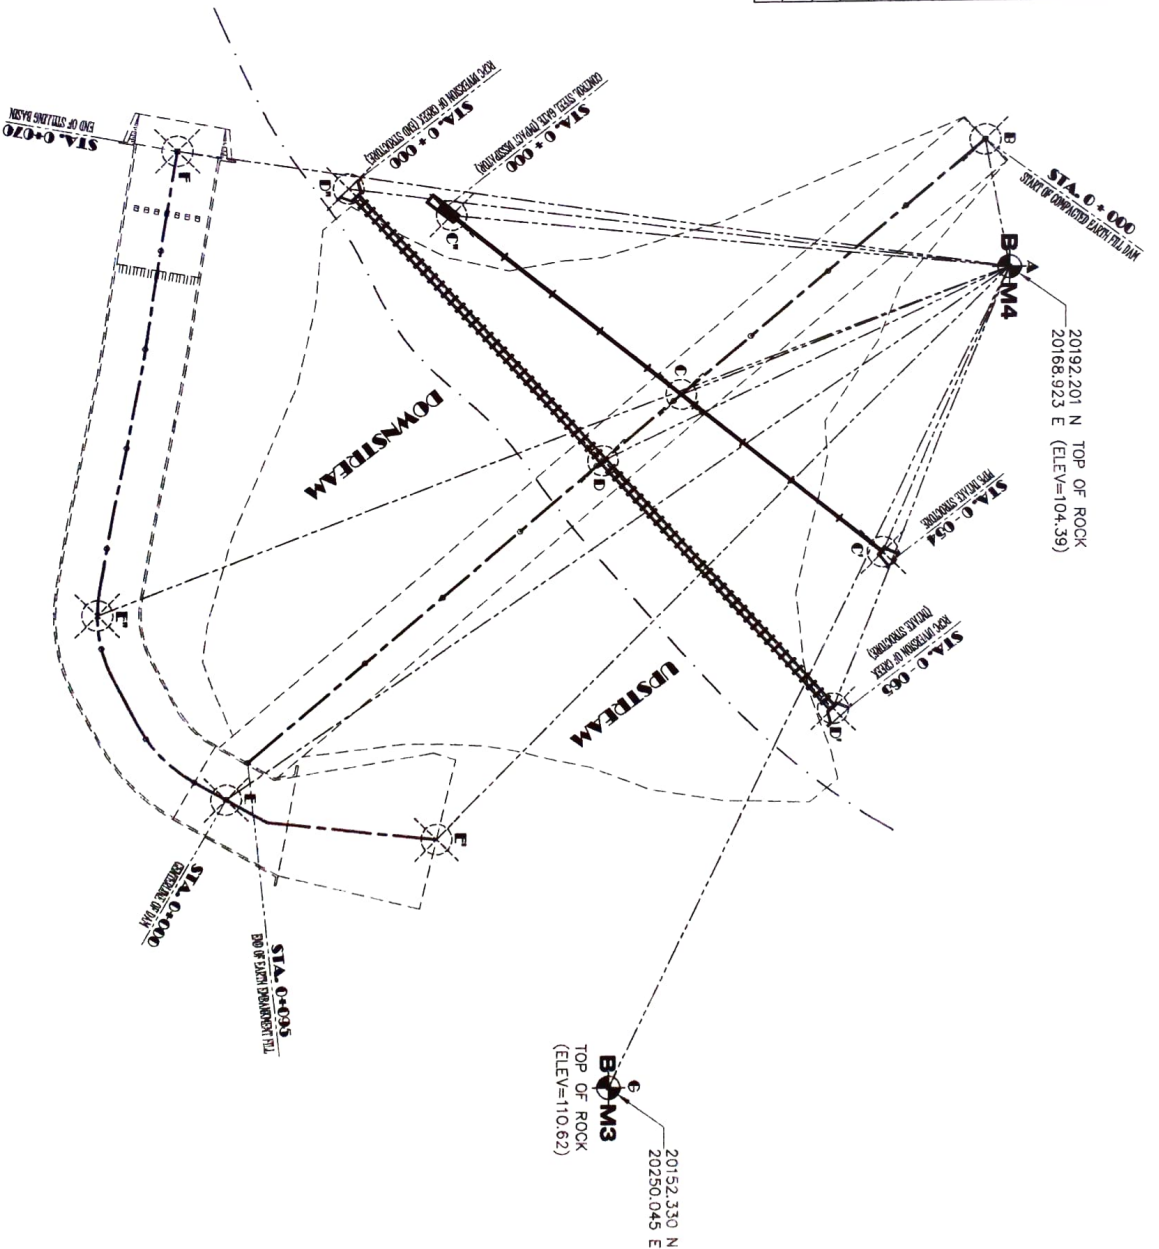 B
STA. 0 + 000
START OF COMPACTED EARTH FILL DAM
A
BM4
20192.201 N TOP OF ROCK
20168.923 E (ELEV=104.39)
STA. 0 + 000
CONTROL STEEL GATE (IMPACT DISSIPATOR)
C"
STA. 0 + 000
RCPC DIVERSION OF CREEK (END STRUCTURE)
D"
STA. 0+070
END OF STILLING BASIN
F
C
D
STA. 0 - 054
PIPE INTAKE STRUCTURE
C'
STA. 0 - 065
RCPC DIVERSION OF CREEK
(INTAKE STRUCTURE)
D'
DOWNSTREAM
UPSTREAM
E"
E
E'
STA. 0+000
CENTERLINE OF DAM
STA. 0+095
END OF EARTH EMBANKMENT FILL
G
BM3
TOP OF ROCK
(ELEV=110.62)
20152.330 N
20250.045 E